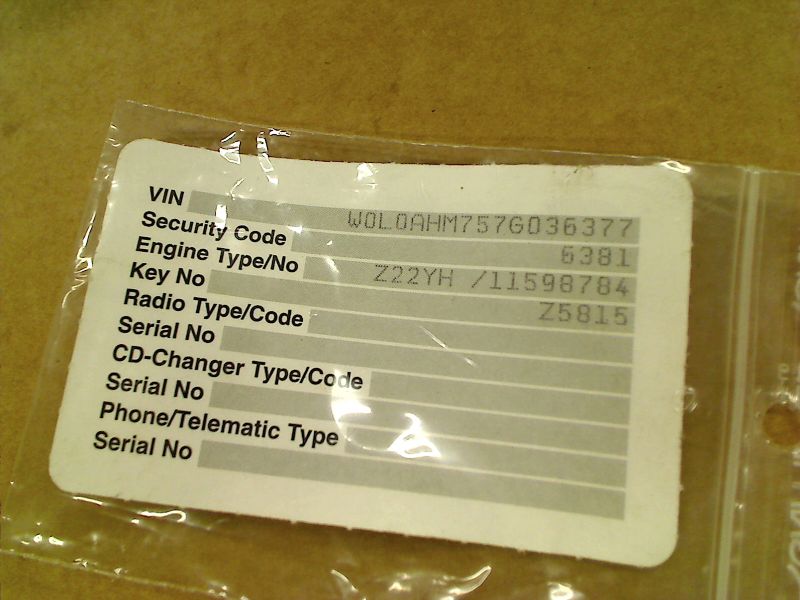 VIN W0L0AHM757G036377
Security Code 6381
Engine Type/No Z22YH /11598784
Key No Z5815
Radio Type/Code
Serial No
CD-Changer Type/Code
Serial No
Phone/Telematic Type
Serial No